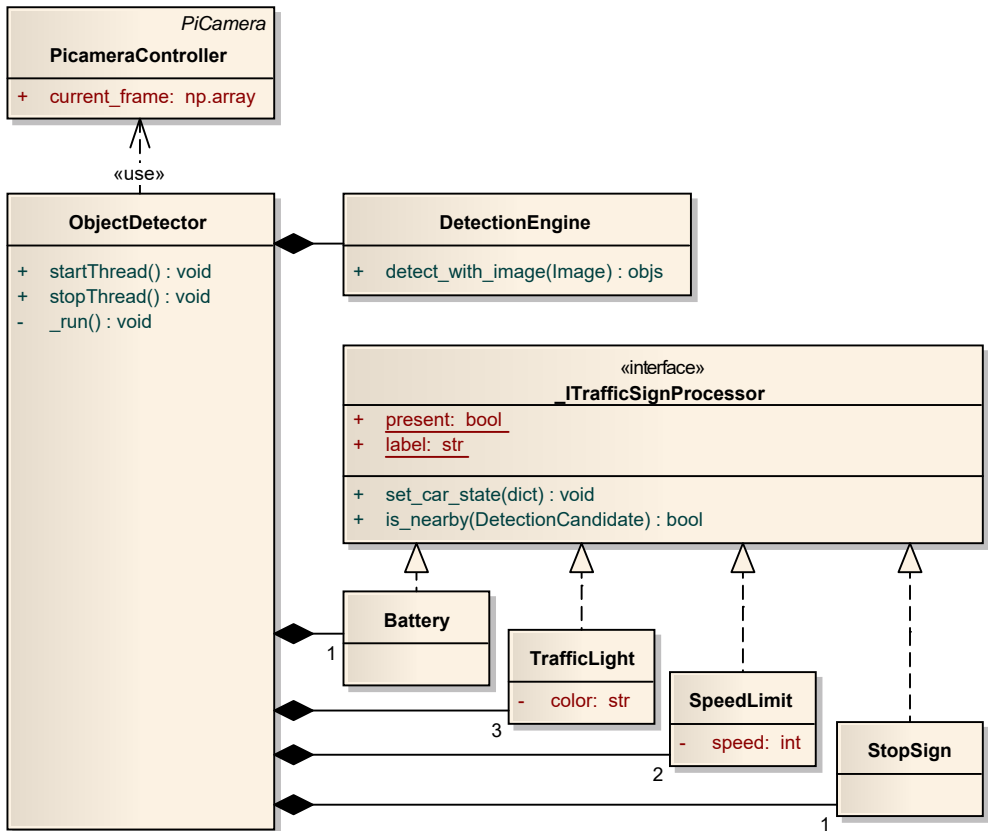 PiCamera
PicameraController
+ current_frame: np.array
«use»
ObjectDetector
+ startThread() : void
+ stopThread() : void
- _run() : void
DetectionEngine
+ detect_with_image(Image) : objs
«interface»
_ITrafficSignProcessor
+ present: bool
+ label: str
+ set_car_state(dict) : void
+ is_nearby(DetectionCandidate) : bool
Battery
1
TrafficLight
- color: str
3
SpeedLimit
- speed: int
2
StopSign
1